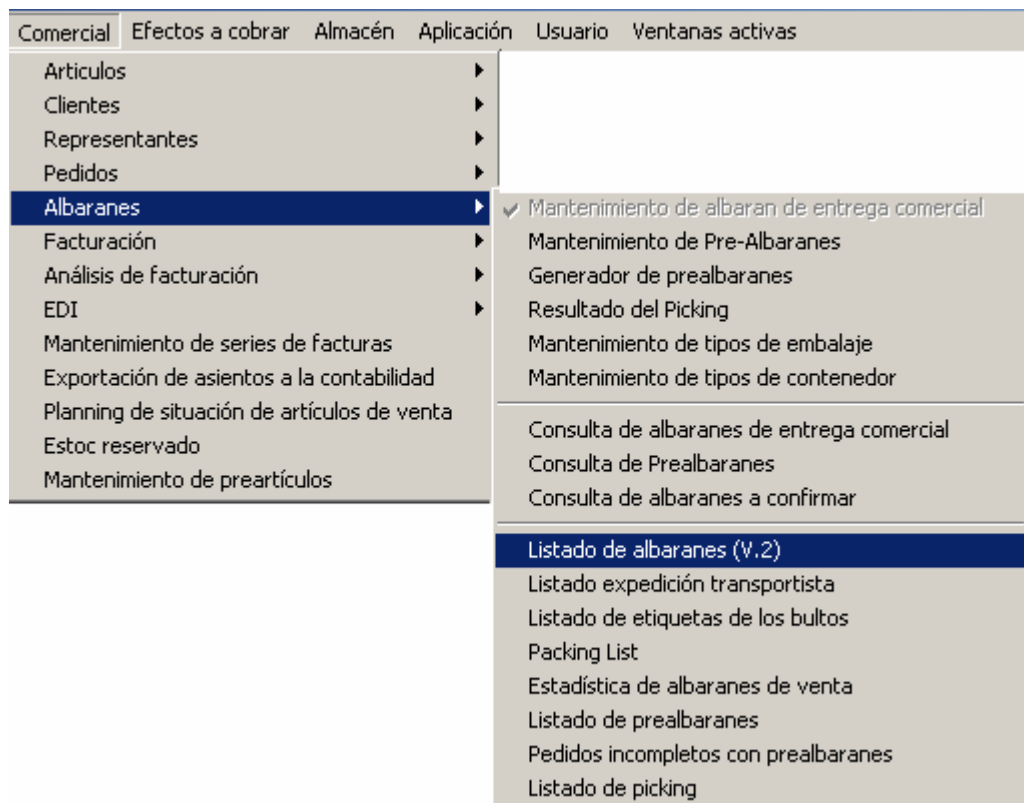 Comercial Efectos a cobrar Almacén Aplicación Usuario Ventanas activas
Articulos
Clientes
Representantes
Pedidos
Albaranes
Facturación
Análisis de facturación
EDI
Mantenimiento de series de facturas
Exportación de asientos a la contabilidad
Planning de situación de artículos de venta
Estoc reservado
Mantenimiento de preartículos
Mantenimiento de albaran de entrega comercial
Mantenimiento de Pre-Albaranes
Generador de prealbaranes
Resultado del Picking
Mantenimiento de tipos de embalaje
Mantenimiento de tipos de contenedor
Consulta de albaranes de entrega comercial
Consulta de Prealbaranes
Consulta de albaranes a confirmar
Listado de albaranes (V.2)
Listado expedición transportista
Listado de etiquetas de los bultos
Packing List
Estadística de albaranes de venta
Listado de prealbaranes
Pedidos incompletos con prealbaranes
Listado de picking